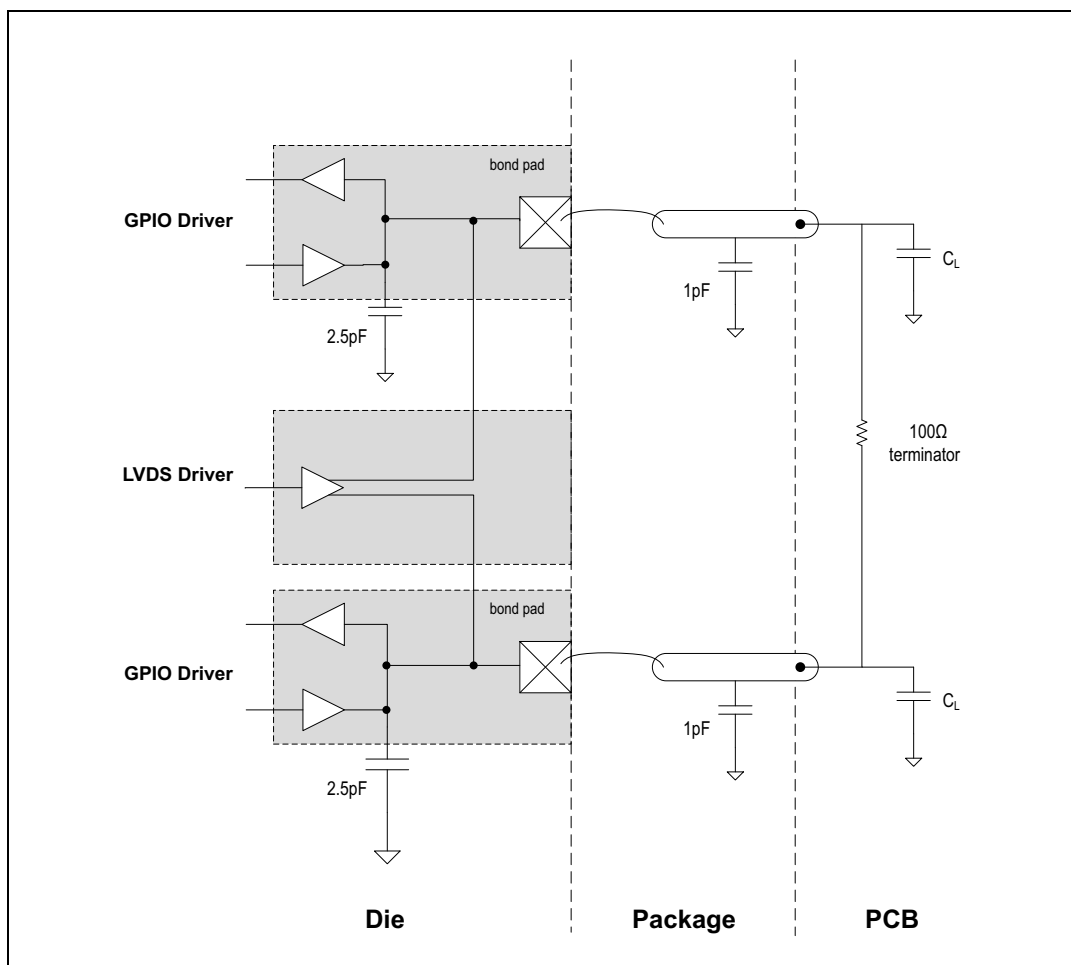 bond pad
GPIO Driver
C_L
1pF
2.5pF
100Ω
terminator
LVDS Driver
bond pad
GPIO Driver
C_L
1pF
2.5pF
Die
Package
PCB